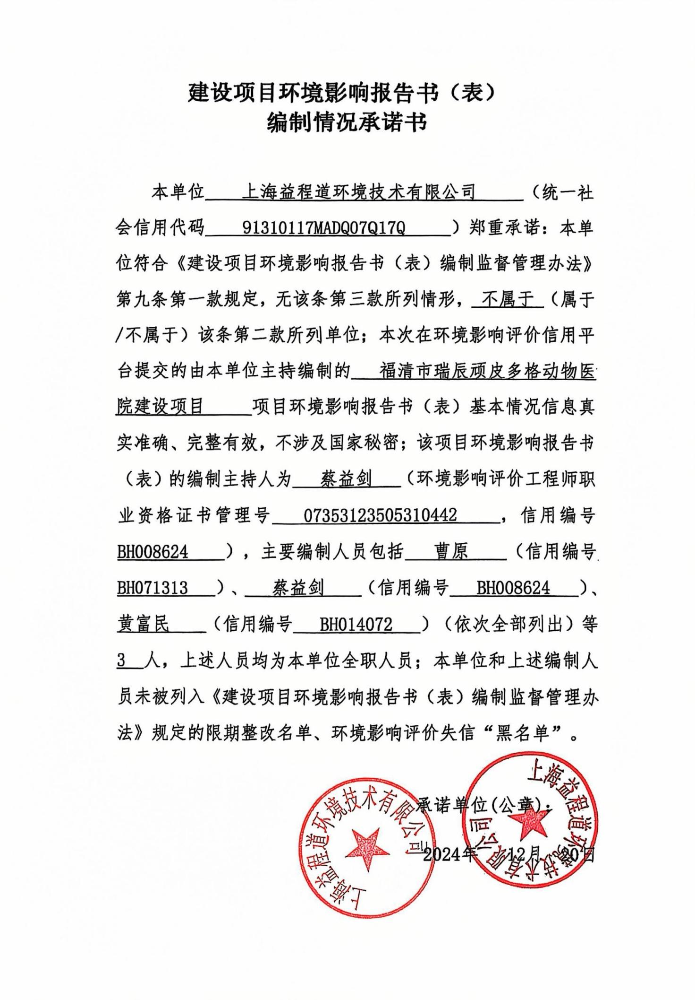 建设项目环境影响报告书（表）
编制情况承诺书
本单位 上海益程道环境技术有限公司 （统一社
会信用代码 91310117MADQ07Q17Q ）郑重承诺：本单
位符合《建设项目环境影响报告书（表）编制监督管理办法》
第九条第一款规定，无该条第三款所列情形， 不属于 （属于
/不属于）该条第二款所列单位；本次在环境影响评价信用平
台提交的由本单位主持编制的 福清市瑞辰顽皮多格动物医
院建设项目 项目环境影响报告书（表）基本情况信息真
实准确、完整有效，不涉及国家秘密；该项目环境影响报告书
（表）的编制主持人为 蔡益剑 （环境影响评价工程师职
业资格证书管理号 07353123505310442 ，信用编号
BH008624 ），主要编制人员包括 曹原 （信用编号
BH071313 ）、 蔡益剑 （信用编号 BH008624 ）、
黄富民 （信用编号 BH014072 ）（依次全部列出）等
3 人，上述人员均为本单位全职人员；本单位和上述编制人
员未被列入《建设项目环境影响报告书（表）编制监督管理办
法》规定的限期整改名单、环境影响评价失信“黑名单”。
承诺单位(公章)：
2024年 12月 20日
上海益程道环境技术有限公司
上海益程道环境技术有限公司